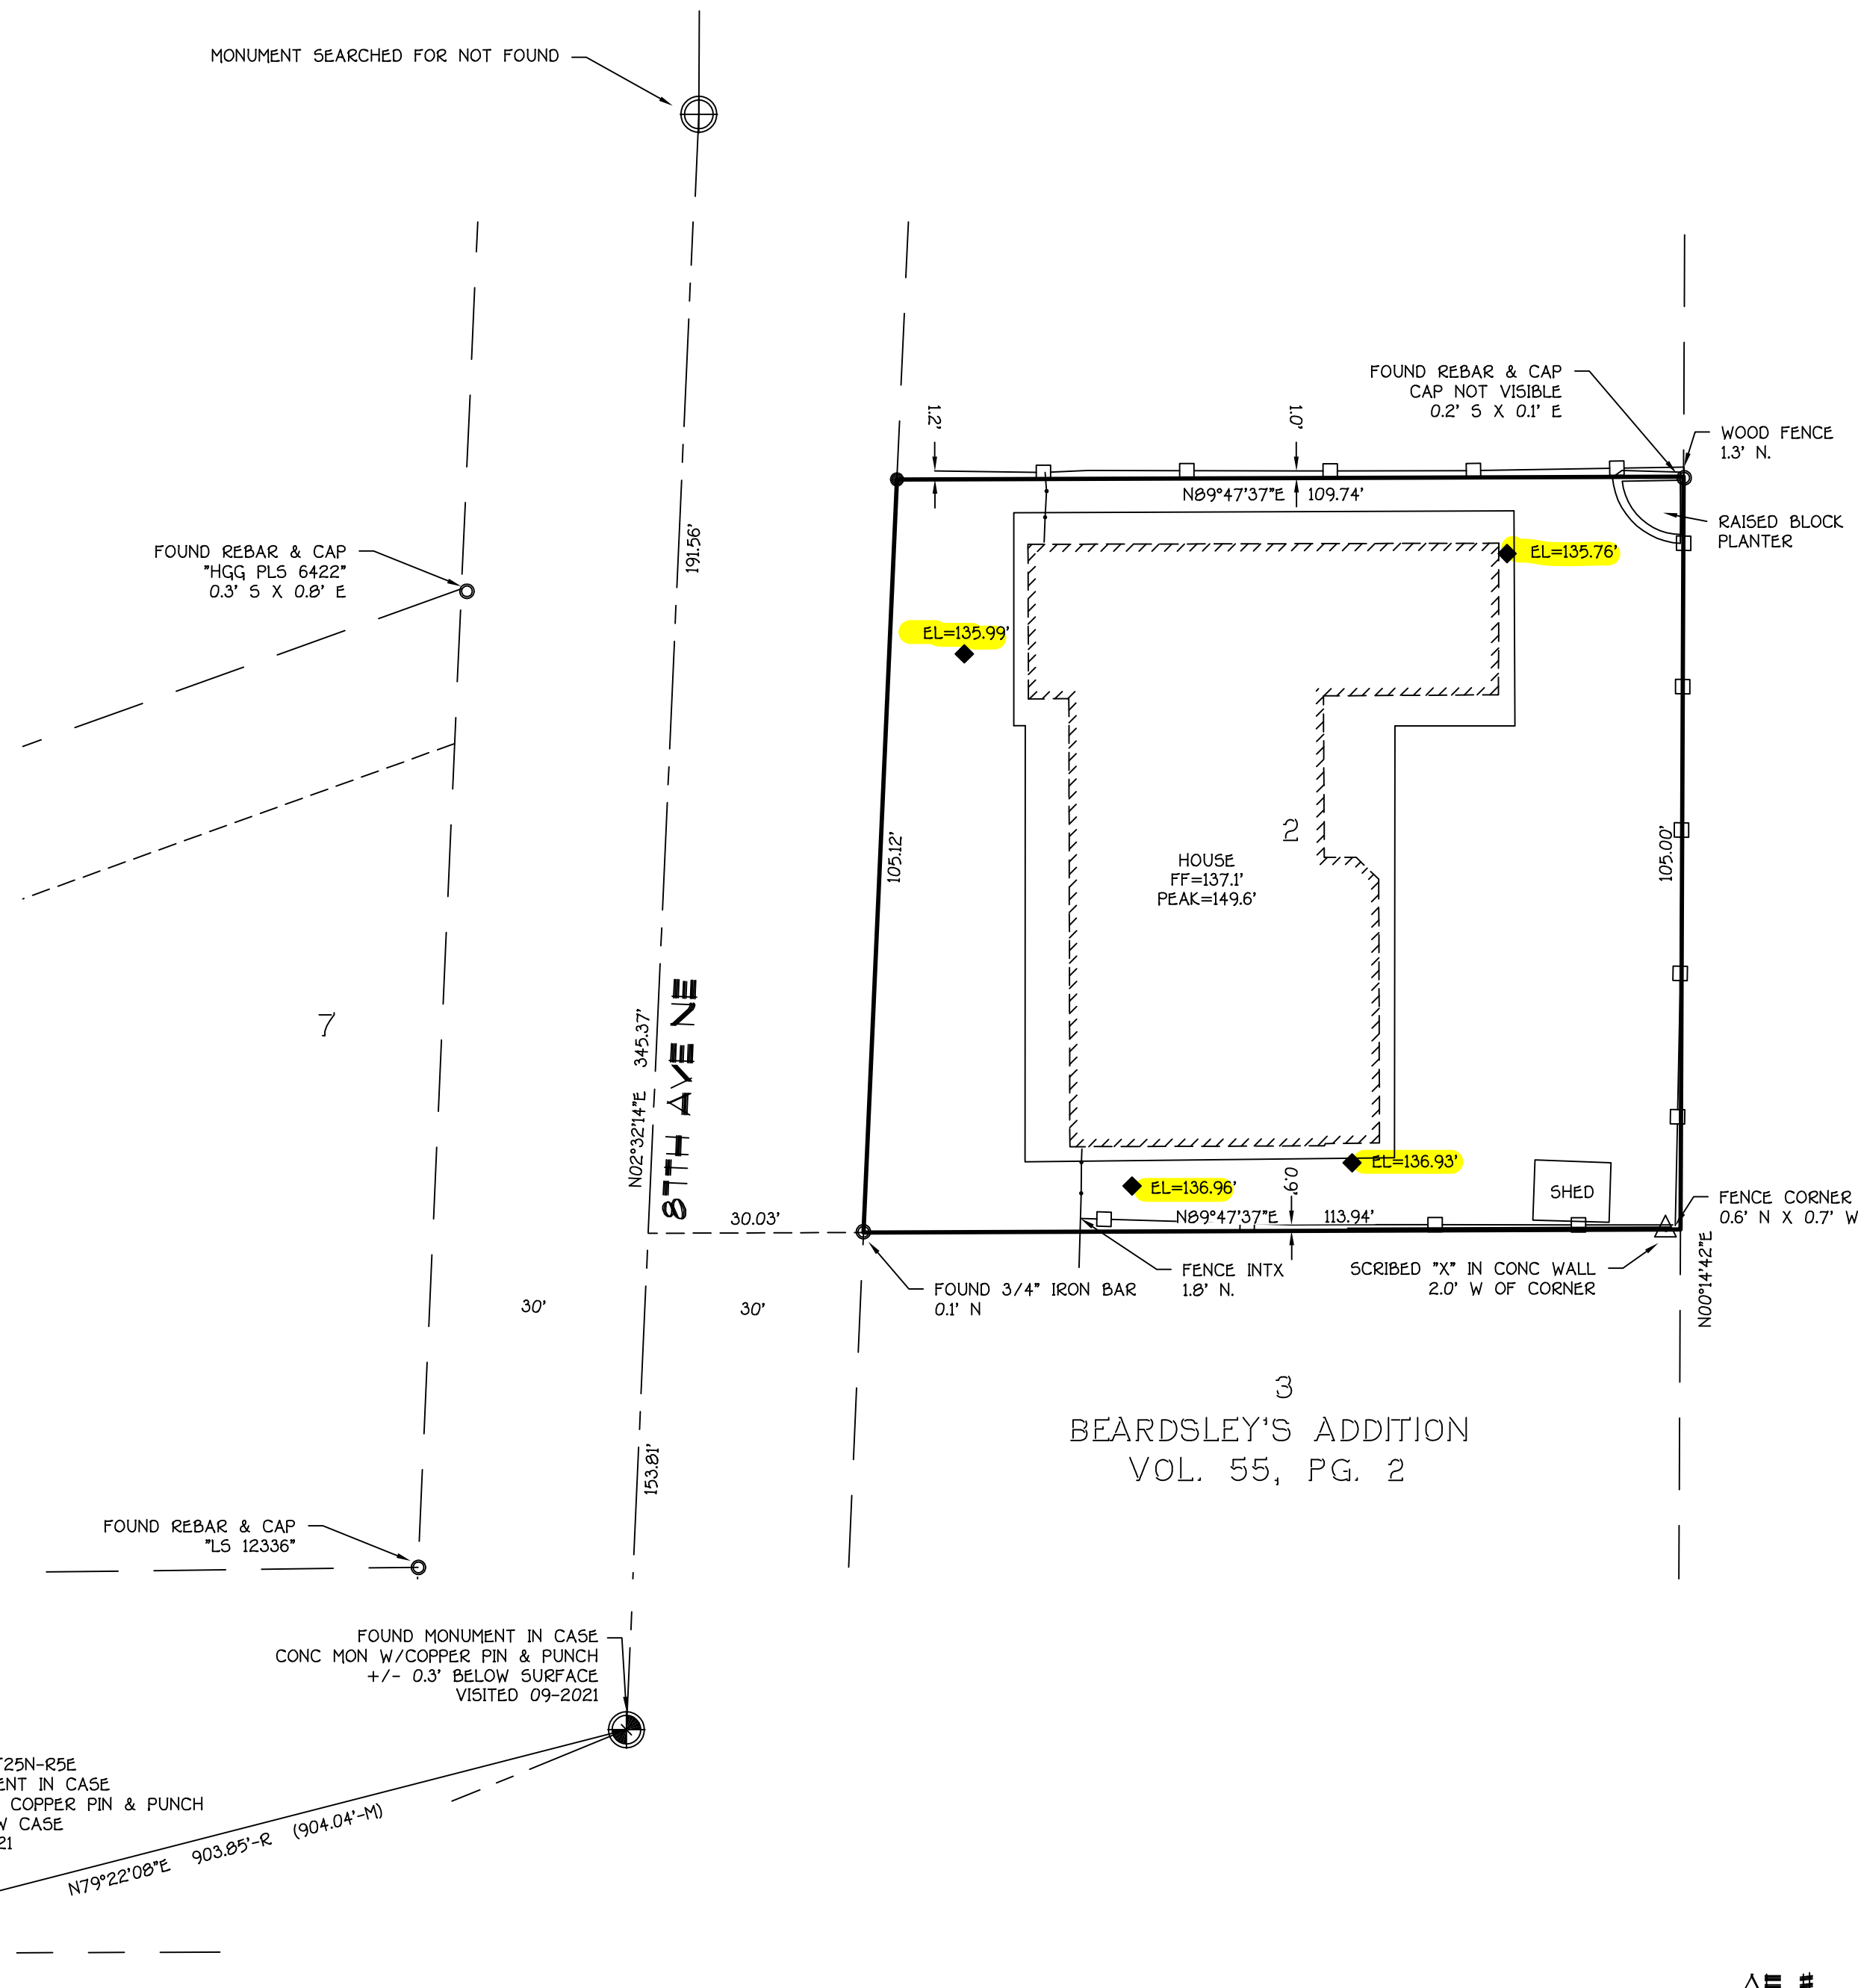 MONUMENT SEARCHED FOR NOT FOUND
FOUND REBAR & CAP
CAP NOT VISIBLE
0.2' S X 0.1' E
1.2'
1.0'
WOOD FENCE
1.3' N.
N89°47'37"E 109.74'
RAISED BLOCK
PLANTER
FOUND REBAR & CAP
"HGG PLS 6422"
0.3' S X 0.8' E
191.56'
EL=135.76'
EL=135.99'
105.12'
2
HOUSE
FF=137.1'
PEAK=149.6'
105.00'
7
N02°32'14"E 345.37'
8TH AVE NE
EL=136.93'
EL=136.96'
0.9'
SHED
N89°47'37"E 113.94'
FENCE CORNER
0.6' N X 0.7' W
30.03'
FENCE INTX
1.8' N.
SCRIBED "X" IN CONC WALL
2.0' W OF CORNER
N00°14'42"E
FOUND 3/4" IRON BAR
0.1' N
30'
30'
3
BEARDSLEY'S ADDITION
VOL. 55, PG. 2
153.81'
FOUND REBAR & CAP
"LS 12336"
FOUND MONUMENT IN CASE
CONC MON W/COPPER PIN & PUNCH
+/- 0.3' BELOW SURFACE
VISITED 09-2021
T25N-R5E
ENT IN CASE
COPPER PIN & PUNCH
W CASE
21
N79°22'08"E 903.85'-R (904.04'-M)